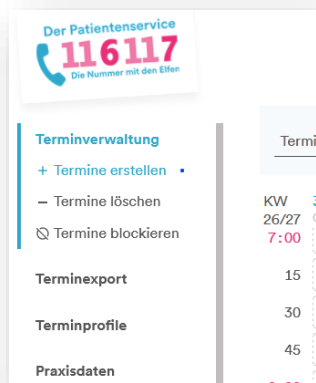 Der Patientenservice
116117
Die Nummer mit den Elfen
Terminverwaltung
+ Termine erstellen
– Termine löschen
Termine blockieren
Terminexport
Terminprofile
Praxisdaten
KW
26/27
7:00
15
30
45